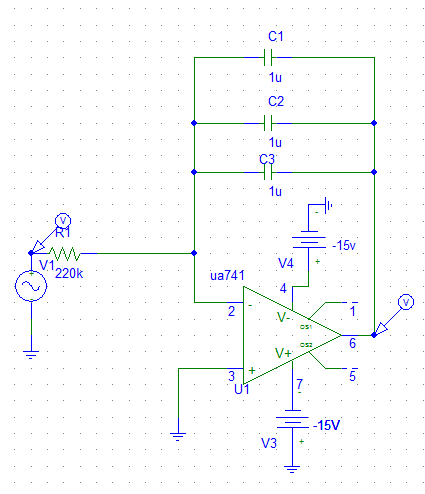 C1
1u
C2
1u
C3
1u
V
R1
V1
+
220k
-
-15v
V4
+
ua741
4
V
2
-
V-
OS1
1
6
OS2
V+
3
+
5
U1
7
-
-15V
V3
+